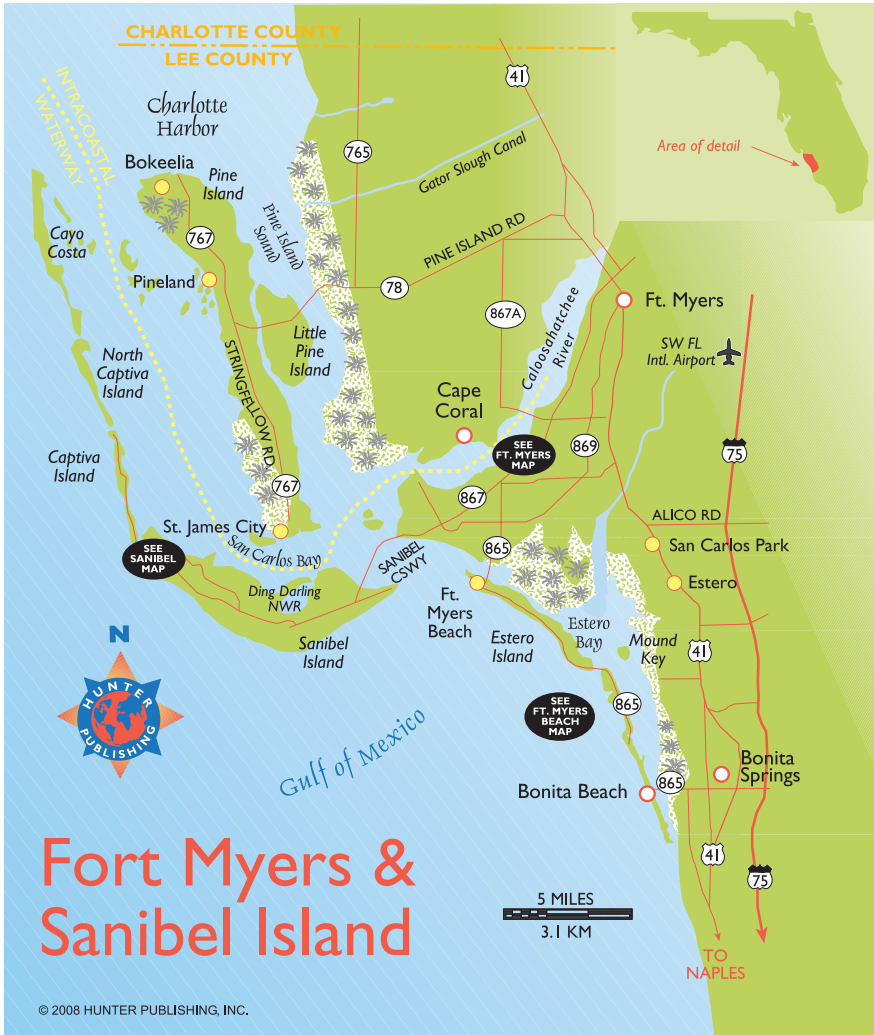 CHARLOTTE COUNTY
LEE COUNTY
INTRACOASTAL
WATERWAY
Charlotte
Harbor
41
765
Gator Slough Canal
Area of detail
Bokeelia
Pine
Island
767
Pine Island
Sound
PINE ISLAND RD
Cayo
Costa
Pineland
78
867A
Caloosahatchee
River
Ft. Myers
SW FL
Intl. Airport
North
Captiva
Island
STRINGFELLOW RD
Little
Pine
Island
Cape
Coral
SEE
FT. MYERS
MAP
869
75
Captiva
Island
767
867
ALICO RD
St. James City
San Carlos Bay
SEE
SANIBEL
MAP
SANIBEL
CSWY
865
San Carlos Park
Ding Darling
NWR
Ft.
Myers
Beach
Estero
Sanibel
Island
Estero
Island
Estero
Bay
Mound
Key
41
N
HUNTER
PUBLISHING
SEE
FT. MYERS
BEACH
MAP
865
Gulf of Mexico
Bonita
Springs
865
Bonita Beach
41
75
Fort Myers &
Sanibel Island
5 MILES
3.1 KM
TO
NAPLES
© 2008 HUNTER PUBLISHING, INC.